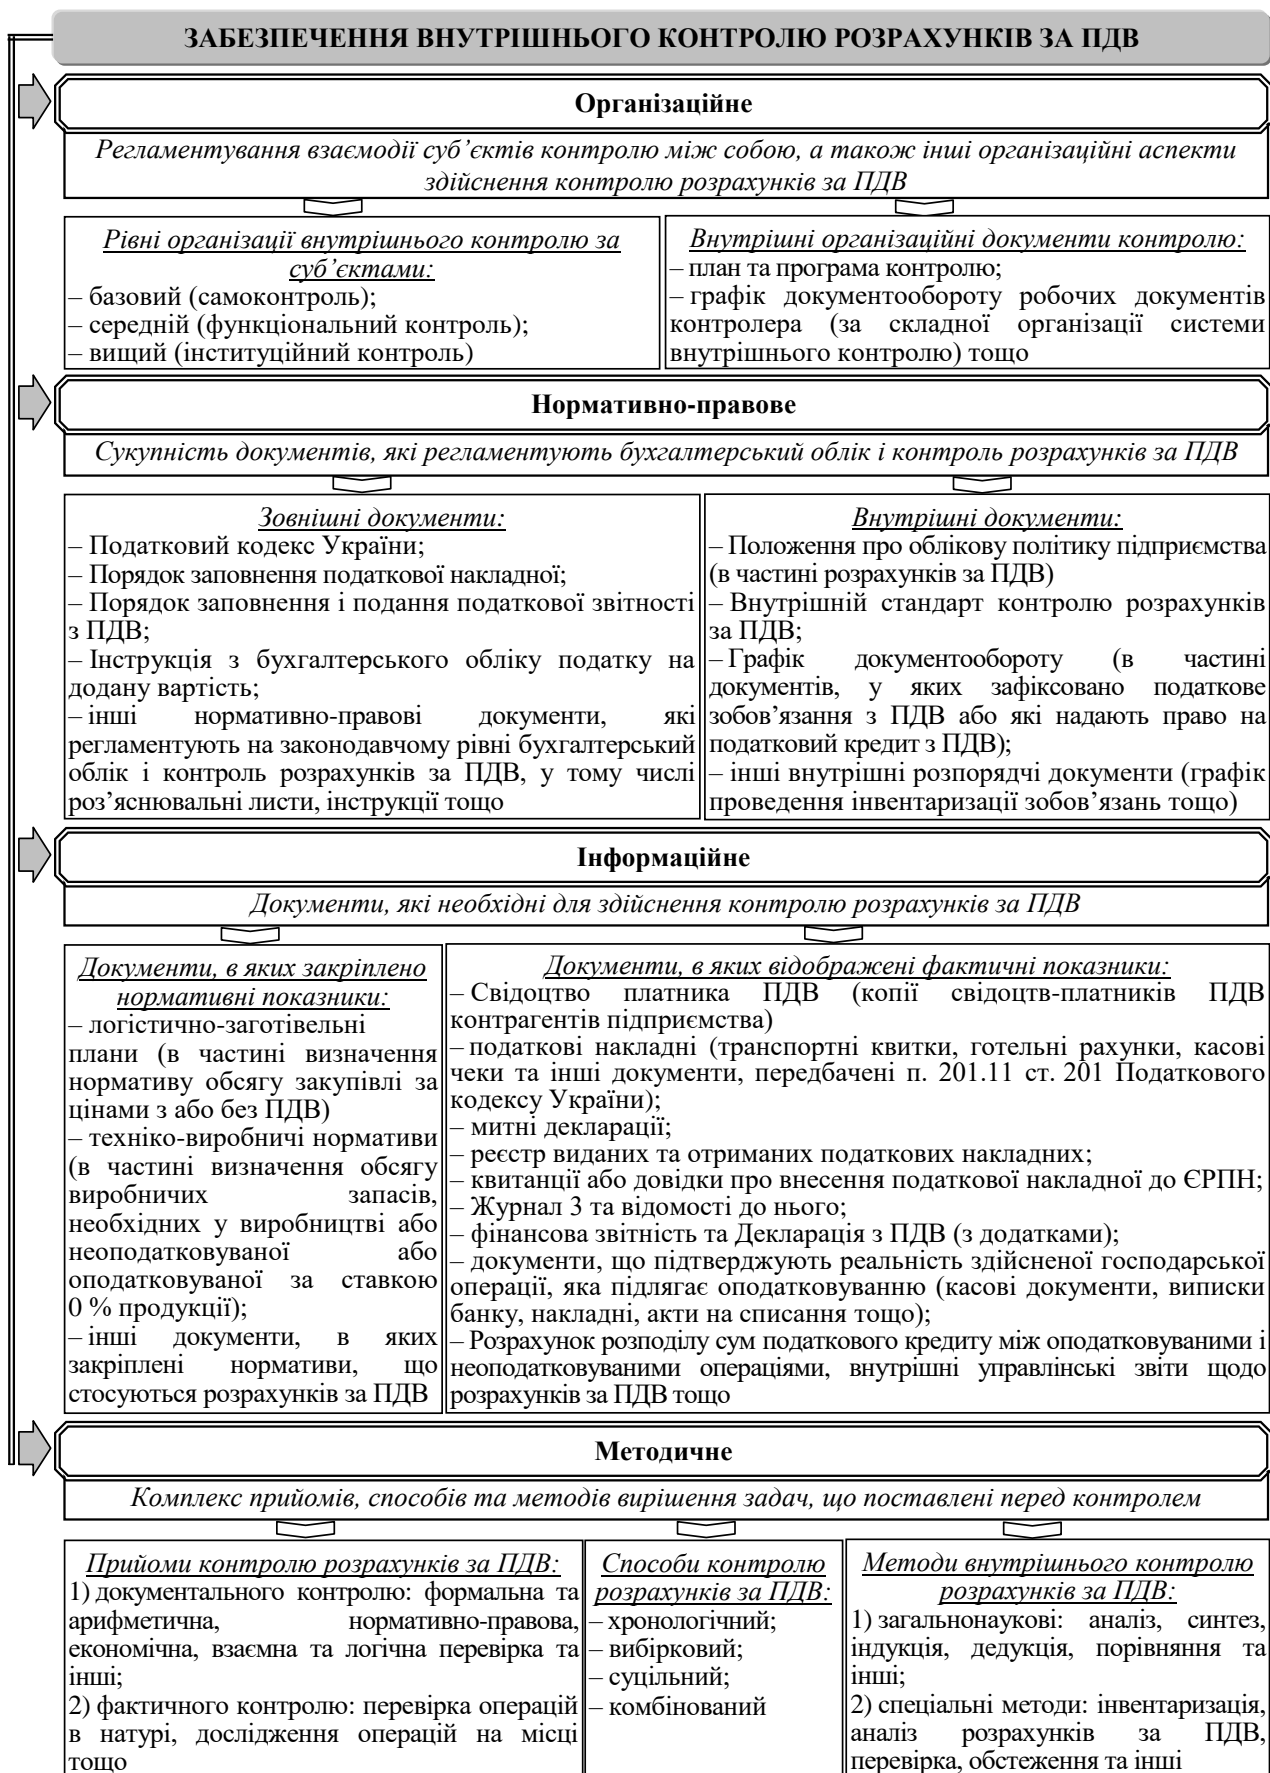 ЗАБЕЗПЕЧЕННЯ ВНУТРІШНЬОГО КОНТРОЛЮ РОЗРАХУНКІВ ЗА ПДВ
Організаційне
Регламентування взаємодії суб’єктів контролю між собою, а також інші організаційні аспекти
здійснення контролю розрахунків за ПДВ
Рівні організації внутрішнього контролю за
суб’єктами:
– базовий (самоконтроль);
– середній (функціональний контроль);
– вищий (інституційний контроль)
Внутрішні організаційні документи контролю:
– план та програма контролю;
– графік документообороту робочих документів
контролера (за складної організації системи
внутрішнього контролю) тощо
Нормативно-правове
Сукупність документів, які регламентують бухгалтерський облік і контроль розрахунків за ПДВ
Зовнішні документи:
– Податковий кодекс України;
– Порядок заповнення податкової накладної;
– Порядок заповнення і подання податкової звітності
з ПДВ;
– Інструкція з бухгалтерського обліку податку на
додану вартість;
– інші нормативно-правові документи, які
регламентують на законодавчому рівні бухгалтерський
облік і контроль розрахунків за ПДВ, у тому числі
роз’яснювальні листи, інструкції тощо
Внутрішні документи:
– Положення про облікову політику підприємства
(в частині розрахунків за ПДВ)
– Внутрішній стандарт контролю розрахунків
за ПДВ;
– Графік документообороту (в частині
документів, у яких зафіксовано податкове
зобов’язання з ПДВ або які надають право на
податковий кредит з ПДВ);
– інші внутрішні розпорядчі документи (графік
проведення інвентаризації зобов’язань тощо)
Інформаційне
Документи, які необхідні для здійснення контролю розрахунків за ПДВ
Документи, в яких закріплено
нормативні показники:
– логістично-заготівельні
плани (в частині визначення
нормативу обсягу закупівлі за
цінами з або без ПДВ)
– техніко-виробничі нормативи
(в частині визначення обсягу
виробничих запасів,
необхідних у виробництві або
неоподатковуваної або
оподатковуваної за ставкою
0 % продукції);
– інші документи, в яких
закріплені нормативи, що
стосуються розрахунків за ПДВ
Документи, в яких відображені фактичні показники:
– Свідоцтво платника ПДВ (копії свідоцтв-платників ПДВ
контрагентів підприємства)
– податкові накладні (транспортні квитки, готельні рахунки, касові
чеки та інші документи, передбачені п. 201.11 ст. 201 Податкового
кодексу України);
– митні декларації;
– реєстр виданих та отриманих податкових накладних;
– квитанції або довідки про внесення податкової накладної до ЄРПН;
– Журнал 3 та відомості до нього;
– фінансова звітність та Декларація з ПДВ (з додатками);
– документи, що підтверджують реальність здійсненої господарської
операції, яка підлягає оподатковуванню (касові документи, виписки
банку, накладні, акти на списання тощо);
– Розрахунок розподілу сум податкового кредиту між оподатковуваними і
неоподатковуваними операціями, внутрішні управлінські звіти щодо
розрахунків за ПДВ тощо
Методичне
Комплекс прийомів, способів та методів вирішення задач, що поставлені перед контролем
Прийоми контролю розрахунків за ПДВ:
1) документального контролю: формальна та
арифметична, нормативно-правова,
економічна, взаємна та логічна перевірка та
інші;
2) фактичного контролю: перевірка операцій
в натурі, дослідження операцій на місці
тощо
Способи контролю
розрахунків за ПДВ:
– хронологічний;
– вибірковий;
– суцільний;
– комбінований
Методи внутрішнього контролю
розрахунків за ПДВ:
1) загальнонаукові: аналіз, синтез,
індукція, дедукція, порівняння та
інші;
2) спеціальні методи: інвентаризація,
аналіз розрахунків за ПДВ,
перевірка, обстеження та інші